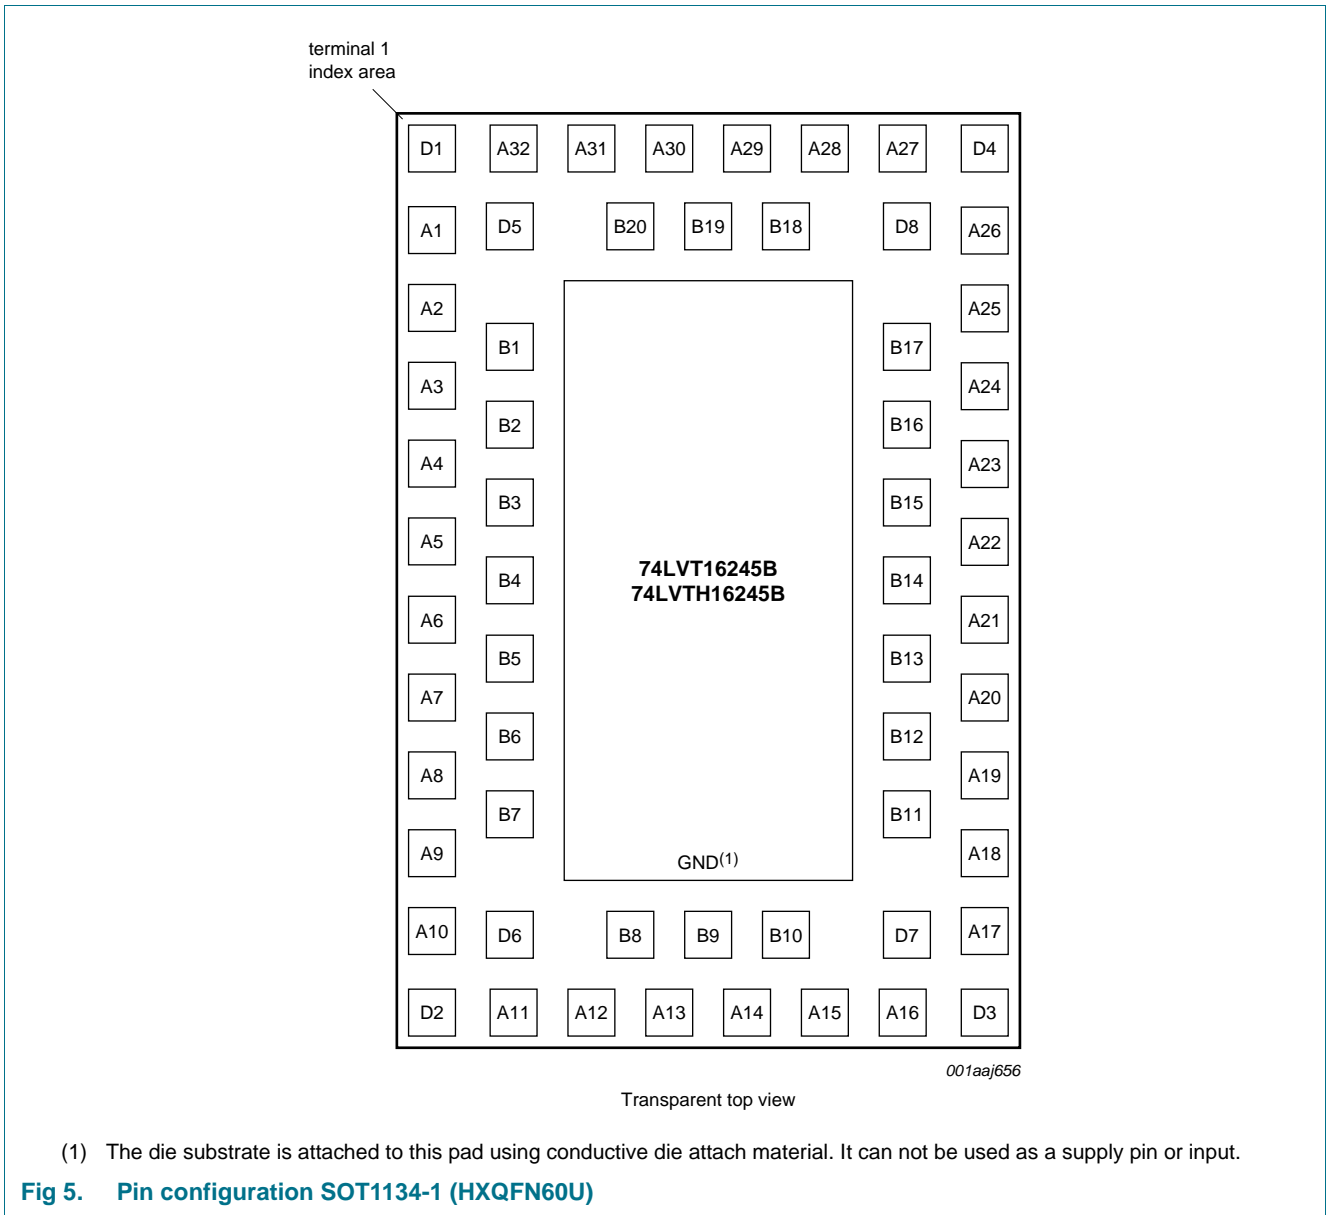 terminal 1
index area
D1 A32 A31 A30 A29 A28 A27 D4
A1 D5 B20 B19 B18 D8 A26
A2 A25
B1 B17
A3 A24
B2 B16
A4 A23
B3 B15
A5 A22
74LVT16245B
B4 B14
74LVTH16245B
A6 A21
B5 B13
A7 A20
B6 B12
A8 A19
B7 B11
A9 A18
GND(1)
A10 D6 B8 B9 B10 D7 A17
D2 A11 A12 A13 A14 A15 A16 D3
001aaj656
Transparent top view
(1) The die substrate is attached to this pad using conductive die attach material. It can not be used as a supply pin or input.
Fig 5. Pin configuration SOT1134-1 (HXQFN60U)